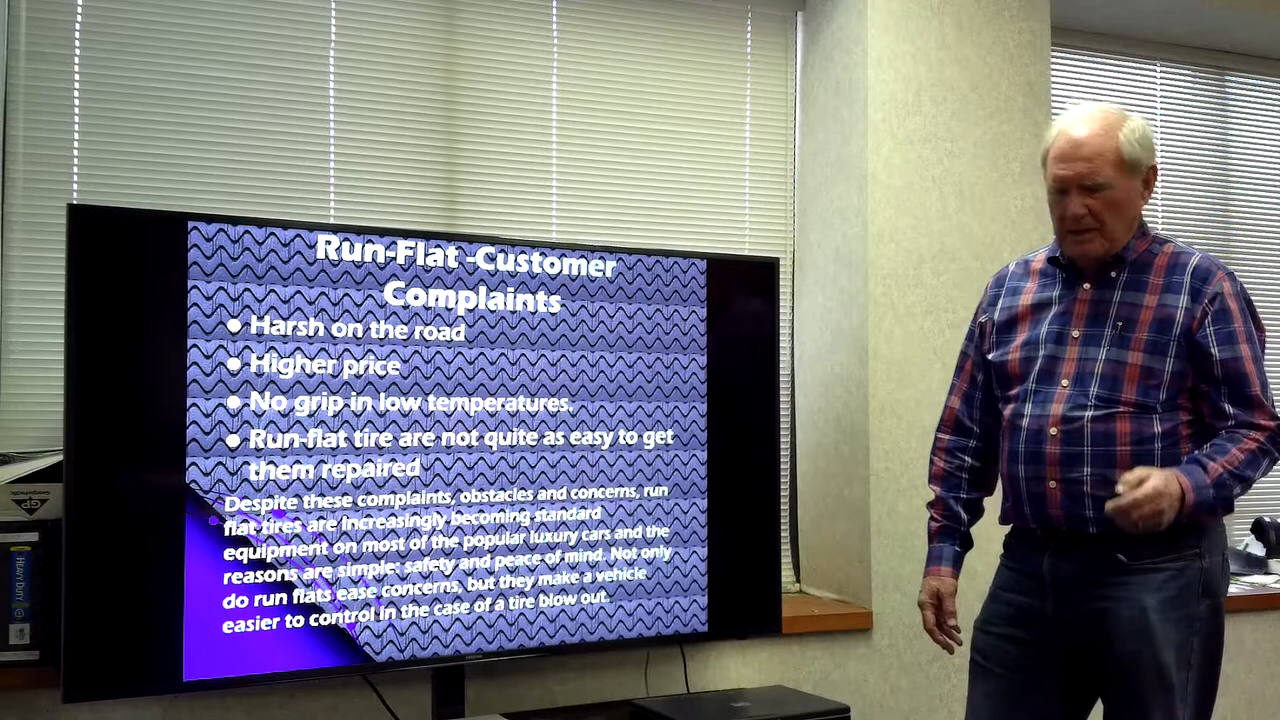 Run-Flat -Customer
Complaints
● Harsh on the road
● Higher price
● No grip in low temperatures.
● Run-flat tire are not quite as easy to get
them repaired
Despite these complaints, obstacles and concerns, run
flat tires are increasingly becoming standard
equipment on most of the popular luxury cars and the
reasons are simple: safety and peace of mind. Not only
do run flats ease concerns, but they make a vehicle
easier to control in the case of a tire blow out.
GP
HEAVY DUTY